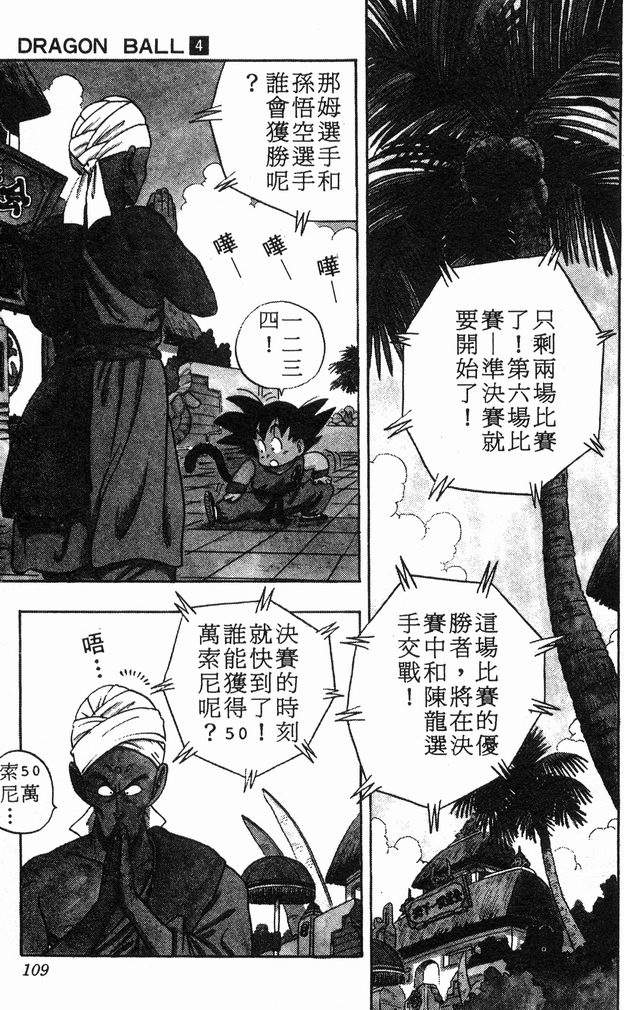 DRAGON BALL 4
只剩兩場比賽
了！第六場比
賽—準決賽就
要開始了！
這場比賽的優
勝者，將在決
賽中和陳龍選
手交戰！
那姆選手和
孫悟空選手
誰會獲勝呢
？
嘩—
嘩—
嘩—
一二三
四！
決賽的時刻
就快到了！
誰能獲得50
萬索尼呢？
唔…
50萬
索尼…
109